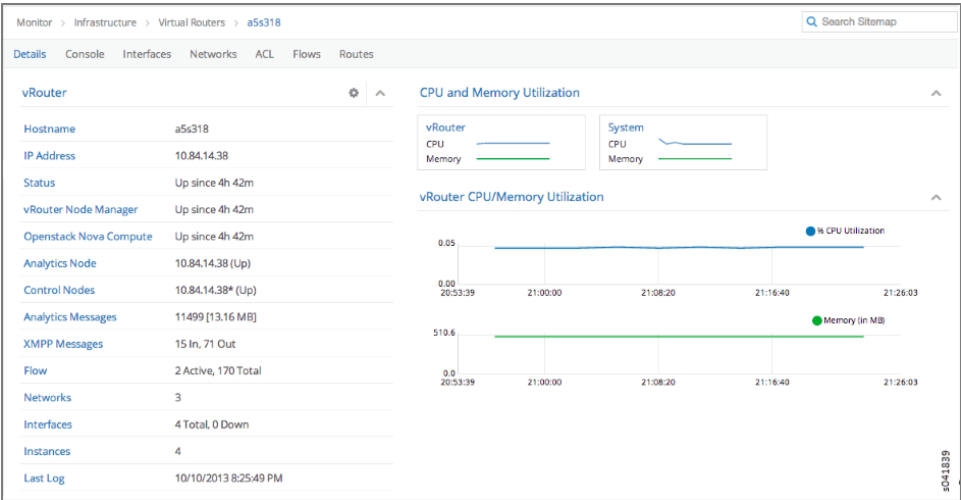 Monitor > Infrastructure > Virtual Routers > a5s318
Search Sitemap
Details Console Interfaces Networks ACL Flows Routes
vRouter
Hostname a5s318
IP Address 10.84.14.38
Status Up since 4h 42m
vRouter Node Manager Up since 4h 42m
Openstack Nova Compute Up since 4h 42m
Analytics Node 10.84.14.38 (Up)
Control Nodes 10.84.14.38* (Up)
Analytics Messages 11499 [13.16 MB]
XMPP Messages 15 In, 71 Out
Flow 2 Active, 170 Total
Networks 3
Interfaces 4 Total, 0 Down
Instances 4
Last Log 10/10/2013 8:25:49 PM
CPU and Memory Utilization
vRouter
CPU
Memory
System
CPU
Memory
vRouter CPU/Memory Utilization
% CPU Utilization
0.05
0.00
20:53:39 21:00:00 21:08:20 21:16:40 21:26:03
Memory (in MB)
510.6
0.0
20:53:39 21:00:00 21:08:20 21:16:40 21:26:03
s041839